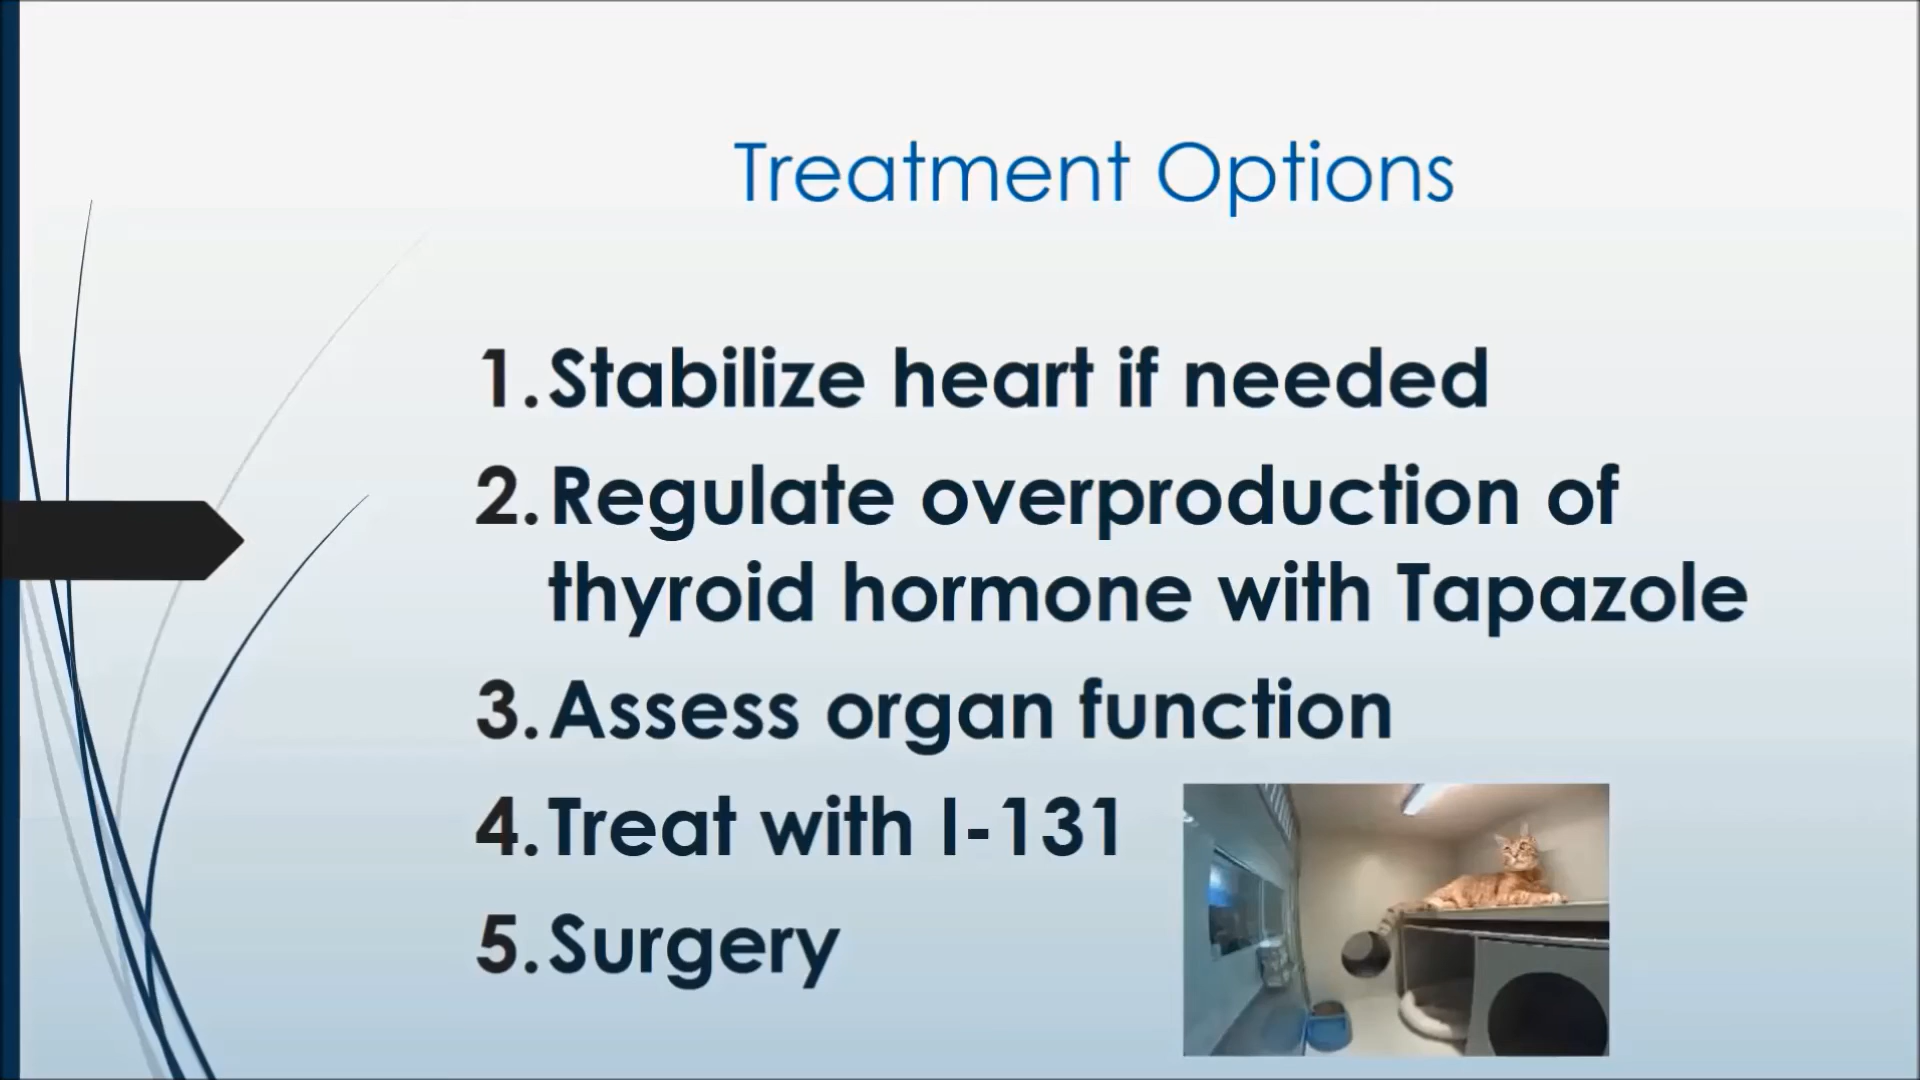 Treatment Options
1. Stabilize heart if needed
2. Regulate overproduction of
thyroid hormone with Tapazole
3. Assess organ function
4. Treat with I-131
5. Surgery